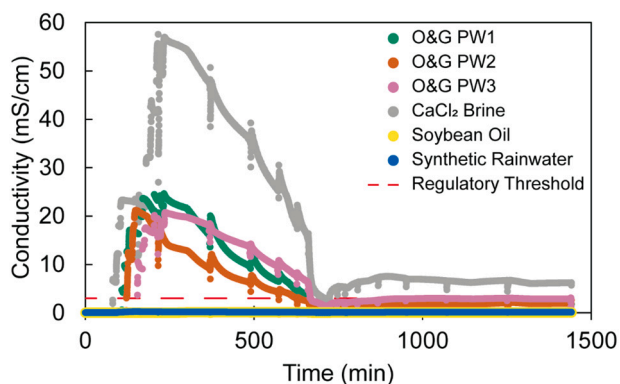 Conductivity (mS/cm)
60
50
40
30
20
10
0
O&G PW1
O&G PW2
O&G PW3
CaCl₂ Brine
Soybean Oil
Synthetic Rainwater
Regulatory Threshold
0
500
1000
1500
Time (min)